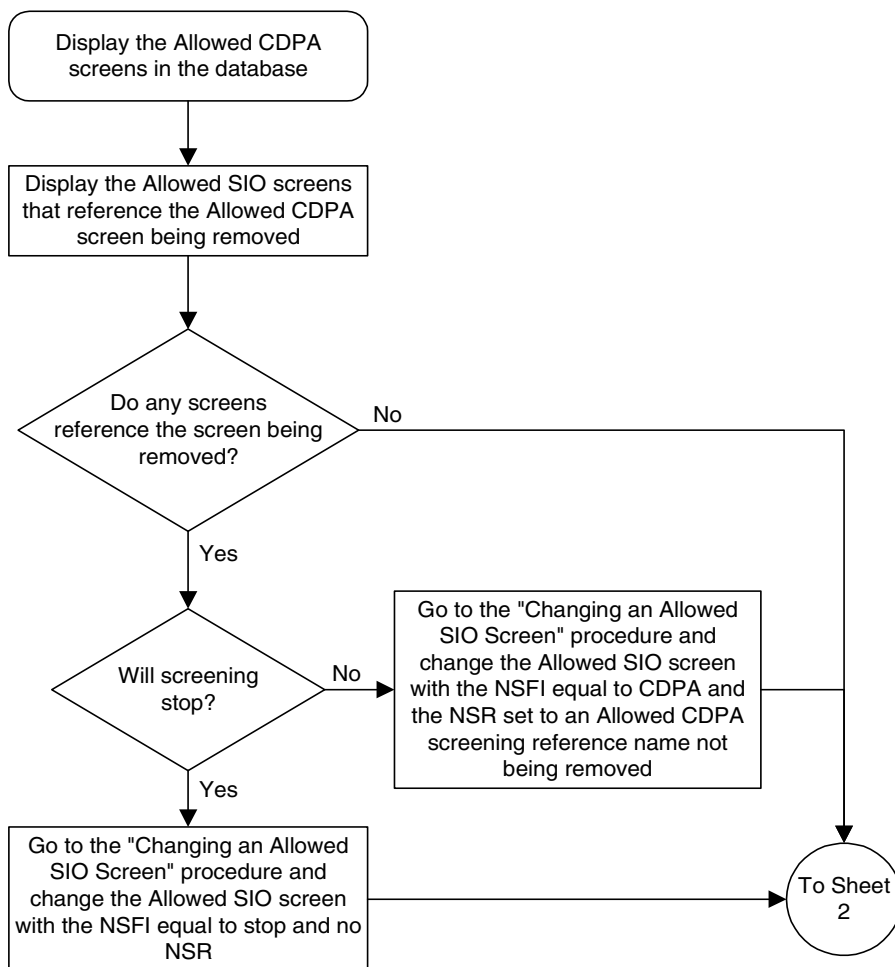 Display the Allowed CDPA
screens in the database
Display the Allowed SIO screens
that reference the Allowed CDPA
screen being removed
Do any screens
reference the screen being
removed?
No
Yes
Will screening
stop?
No
Go to the "Changing an Allowed
SIO Screen" procedure and
change the Allowed SIO screen
with the NSFI equal to CDPA and
the NSR set to an Allowed CDPA
screening reference name not
being removed
Yes
Go to the "Changing an Allowed
SIO Screen" procedure and
change the Allowed SIO screen
with the NSFI equal to stop and no
NSR
To Sheet
2